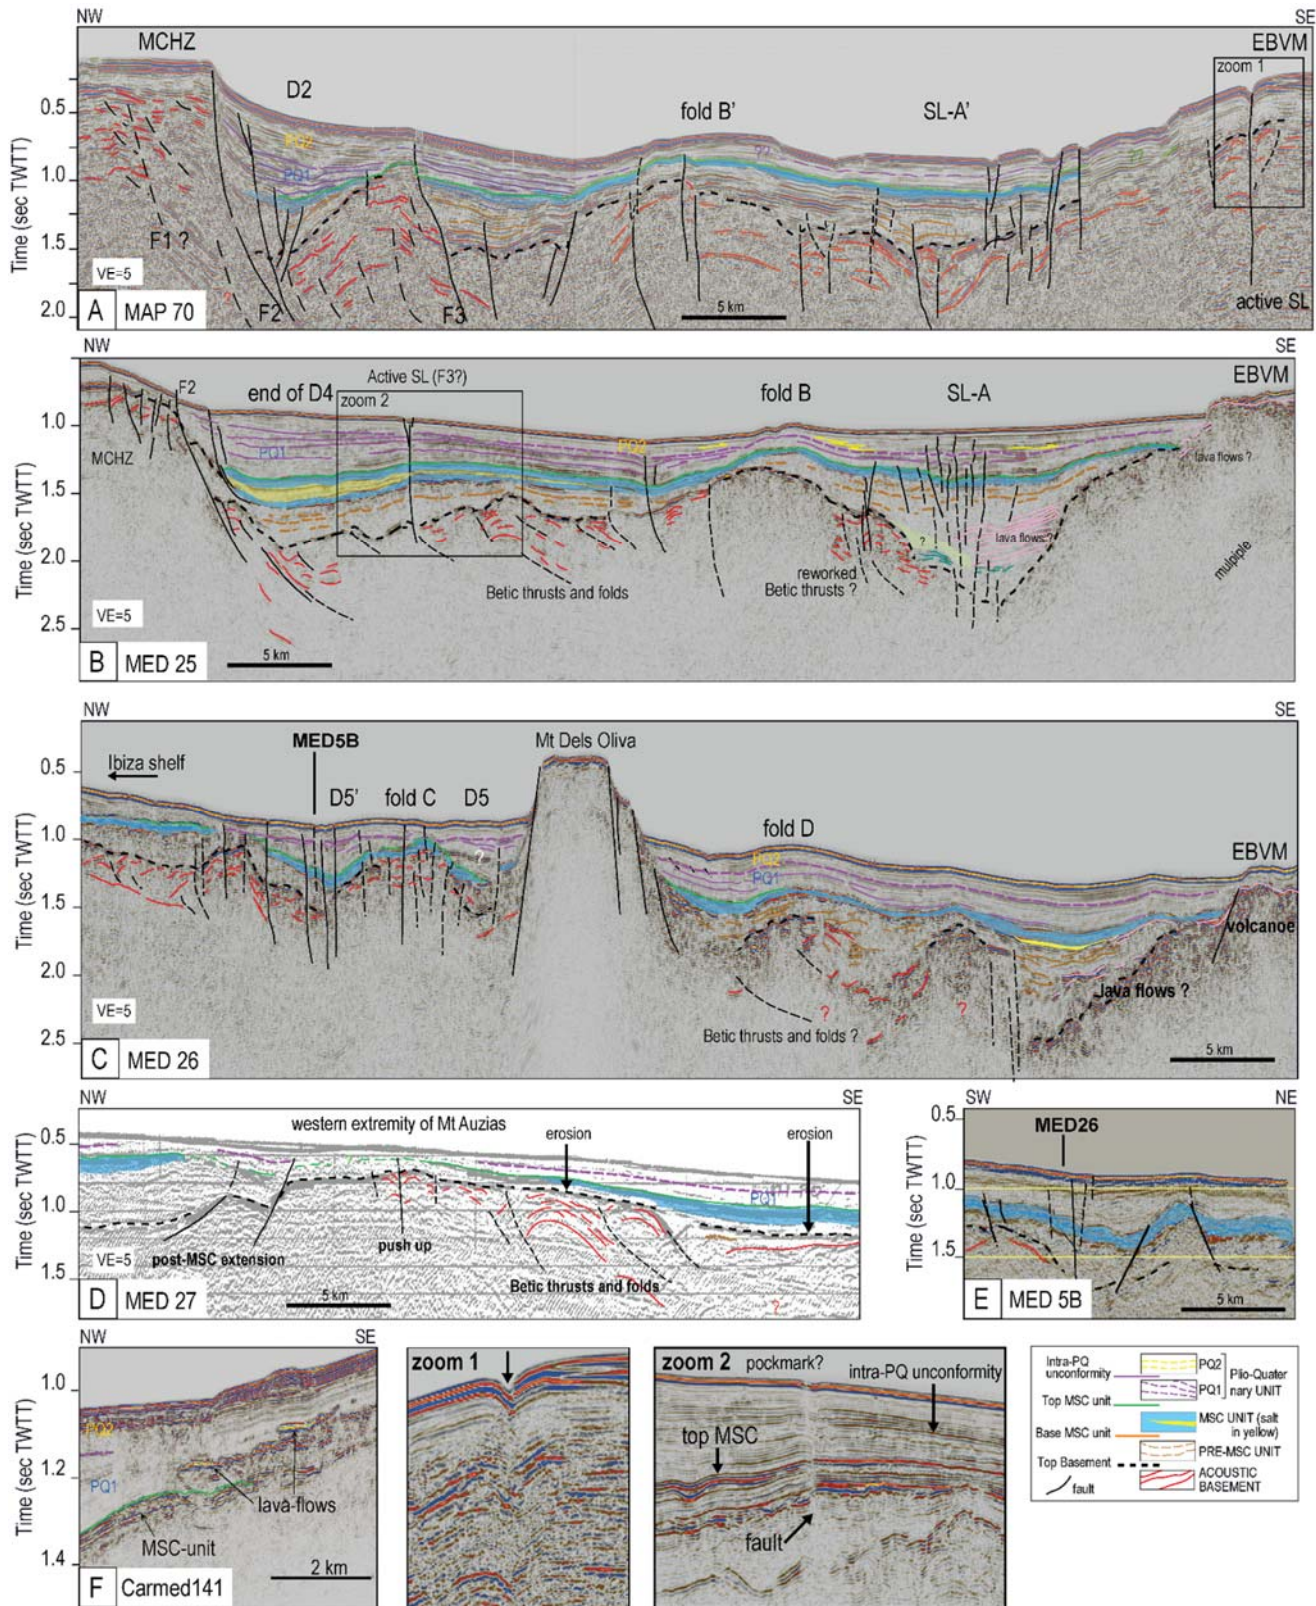 NW
SE
MCHZ
EBVM
zoom 1
D2
fold B'
SL-A'
0.5
PQ2
??
??
1.0
PQ1
Time (sec TWTT)
1.5
F1 ?
VE=5
?
5 km
2.0
A MAP 70
F2
F3
active SL
NW
SE
F2
Active SL (F3?)
EBVM
end of D4
zoom 2
fold B
SL-A
1.0
PQ1
PQ2
MCHZ
lava flows ?
1.5
Time (sec TWTT)
?
lava flows ?
2.0
mulpiple
reworked
Betic thrusts ?
Betic thrusts and folds
VE=5
2.5
B MED 25
5 km
NW
SE
MED5B
Mt Dels Oliva
0.5
Ibiza shelf
D5'
fold C
D5
fold D
1.0
?
PQ2
PQ1
EBVM
Time (sec TWTT)
1.5
volcanoe
2.0
lava flows ?
?
?
VE=5
Betic thrusts and folds ?
2.5
5 km
C MED 26
NW
SE
western extremity of Mt Auzias
erosion
erosion
0.5
PQ1
Time (sec TWTT)
1.0
VE=5
post-MSC extension
push up
1.5
Betic thrusts and folds
5 km
?
D MED 27
SW
NE
0.5
MED26
Time (sec TWTT)
1.0
1.5
E MED 5B
5 km
NW
SE
1.0
PQ2
Time (sec TWTT)
1.2
PQ1
lava-flows
MSC-unit
1.4
2 km
F Carmed141
zoom 1
zoom 2
pockmark?
intra-PQ unconformity
top MSC
fault
Intra-PQ
unconformity
PQ2
Plio-Quater
nary UNIT
PQ1
Top MSC unit
MSC UNIT (salt
in yellow)
Base MSC unit
PRE-MSC UNIT
Top Basement
ACOUSTIC
BASEMENT
fault